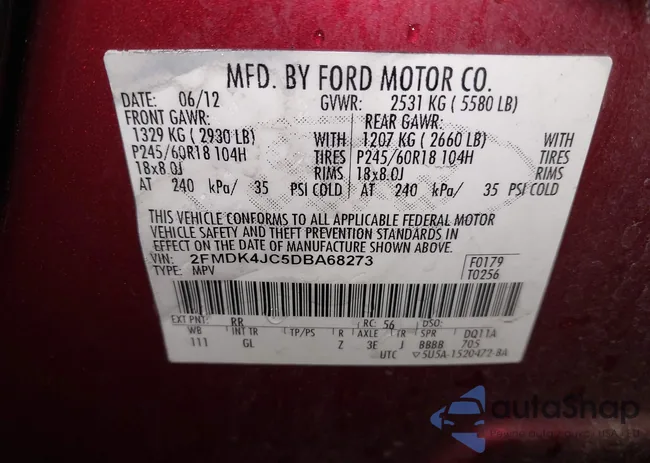 MFD. BY FORD MOTOR CO.
DATE: 06/12 GVWR: 2531 KG ( 5580 LB)
FRONT GAWR: REAR GAWR:
1329 KG ( 2930 LB) WITH 1207 KG ( 2660 LB) WITH
P245/60R18 104H TIRES P245/60R18 104H TIRES
18x8.0J RIMS 18x8.0J RIMS
AT 240 kPa/ 35 PSI COLD AT 240 kPa/ 35 PSI COLD
THIS VEHICLE CONFORMS TO ALL APPLICABLE FEDERAL MOTOR
VEHICLE SAFETY AND THEFT PREVENTION STANDARDS IN
EFFECT ON THE DATE OF MANUFACTURE SHOWN ABOVE.
VIN: 2FMDK4JC5DBA68273 F0179
TYPE: MPV T0256
EXT PNT: RR RC: 56 DSO:
WB INT TR TP/PS R AXLE TR SPR DQ11A
111 GL Z 3E J BBBB 705
UTC ▽5U5A-1520472-BA
autoShap